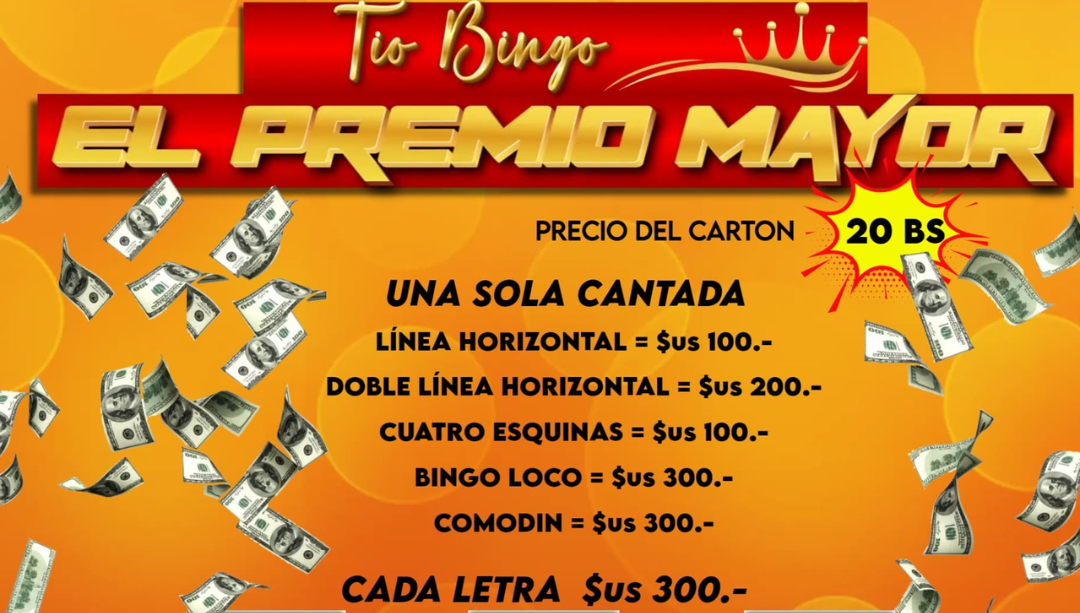 Tio Bingo
EL PREMIO MAYOR
PRECIO DEL CARTON 20 BS
UNA SOLA CANTADA
LÍNEA HORIZONTAL = $us 100.-
DOBLE LÍNEA HORIZONTAL = $us 200.-
CUATRO ESQUINAS = $us 100.-
BINGO LOCO = $us 300.-
COMODIN = $us 300.-
CADA LETRA $us 300.-